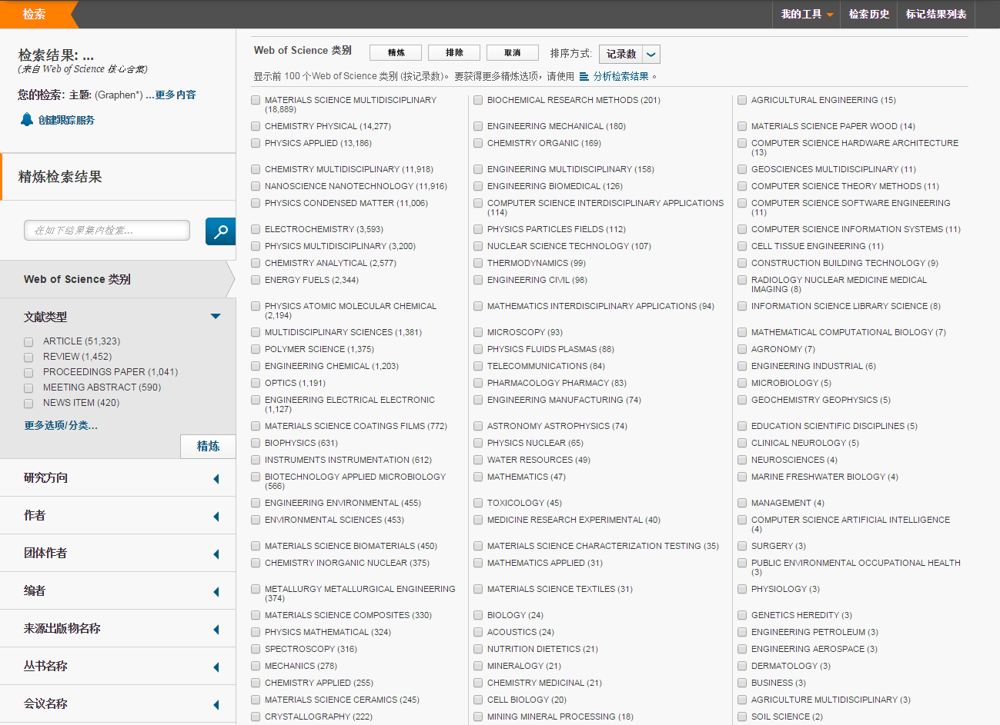 检索
我的工具
检索历史
标记结果列表
检索结果: ...
(来自 Web of Science 核心合集)
您的检索: 主题: (Graphen*) ...更多内容
创建跟踪服务
精炼检索结果
在如下结果集内检索...
Web of Science 类别
文献类型
ARTICLE (51,323)
REVIEW (1,452)
PROCEEDINGS PAPER (1,041)
MEETING ABSTRACT (590)
NEWS ITEM (420)
更多选项/分类...
精炼
研究方向
作者
团体作者
编者
来源出版物名称
丛书名称
会议名称
Web of Science 类别
精炼
排除
取消
排序方式:
记录数
显示前 100 个Web of Science 类别 (按记录数)。要获得更多精炼选项，请使用 分析检索结果 。
MATERIALS SCIENCE MULTIDISCIPLINARY
(18,889)
CHEMISTRY PHYSICAL (14,277)
PHYSICS APPLIED (13,186)
CHEMISTRY MULTIDISCIPLINARY (11,918)
NANOSCIENCE NANOTECHNOLOGY (11,916)
PHYSICS CONDENSED MATTER (11,006)
ELECTROCHEMISTRY (3,593)
PHYSICS MULTIDISCIPLINARY (3,200)
CHEMISTRY ANALYTICAL (2,577)
ENERGY FUELS (2,344)
PHYSICS ATOMIC MOLECULAR CHEMICAL
(2,194)
MULTIDISCIPLINARY SCIENCES (1,381)
POLYMER SCIENCE (1,375)
ENGINEERING CHEMICAL (1,203)
OPTICS (1,191)
ENGINEERING ELECTRICAL ELECTRONIC
(1,127)
MATERIALS SCIENCE COATINGS FILMS (772)
BIOPHYSICS (631)
INSTRUMENTS INSTRUMENTATION (612)
BIOTECHNOLOGY APPLIED MICROBIOLOGY
(566)
ENGINEERING ENVIRONMENTAL (455)
ENVIRONMENTAL SCIENCES (453)
MATERIALS SCIENCE BIOMATERIALS (450)
CHEMISTRY INORGANIC NUCLEAR (375)
METALLURGY METALLURGICAL ENGINEERING
(374)
MATERIALS SCIENCE COMPOSITES (330)
PHYSICS MATHEMATICAL (324)
SPECTROSCOPY (316)
MECHANICS (278)
CHEMISTRY APPLIED (255)
MATERIALS SCIENCE CERAMICS (245)
CRYSTALLOGRAPHY (222)
BIOCHEMICAL RESEARCH METHODS (201)
ENGINEERING MECHANICAL (180)
CHEMISTRY ORGANIC (169)
ENGINEERING MULTIDISCIPLINARY (158)
ENGINEERING BIOMEDICAL (126)
COMPUTER SCIENCE INTERDISCIPLINARY APPLICATIONS
(114)
PHYSICS PARTICLES FIELDS (112)
NUCLEAR SCIENCE TECHNOLOGY (107)
THERMODYNAMICS (99)
ENGINEERING CIVIL (98)
MATHEMATICS INTERDISCIPLINARY APPLICATIONS (94)
MICROSCOPY (93)
PHYSICS FLUIDS PLASMAS (88)
TELECOMMUNICATIONS (84)
PHARMACOLOGY PHARMACY (83)
ENGINEERING MANUFACTURING (74)
ASTRONOMY ASTROPHYSICS (74)
PHYSICS NUCLEAR (65)
WATER RESOURCES (49)
MATHEMATICS (47)
TOXICOLOGY (45)
MEDICINE RESEARCH EXPERIMENTAL (40)
MATERIALS SCIENCE CHARACTERIZATION TESTING (35)
MATHEMATICS APPLIED (31)
MATERIALS SCIENCE TEXTILES (31)
BIOLOGY (24)
ACOUSTICS (24)
NUTRITION DIETETICS (21)
MINERALOGY (21)
CHEMISTRY MEDICINAL (21)
CELL BIOLOGY (20)
MINING MINERAL PROCESSING (18)
AGRICULTURAL ENGINEERING (15)
MATERIALS SCIENCE PAPER WOOD (14)
COMPUTER SCIENCE HARDWARE ARCHITECTURE
(13)
GEOSCIENCES MULTIDISCIPLINARY (11)
COMPUTER SCIENCE THEORY METHODS (11)
COMPUTER SCIENCE SOFTWARE ENGINEERING
(11)
COMPUTER SCIENCE INFORMATION SYSTEMS (11)
CELL TISSUE ENGINEERING (11)
CONSTRUCTION BUILDING TECHNOLOGY (9)
RADIOLOGY NUCLEAR MEDICINE MEDICAL
IMAGING (8)
INFORMATION SCIENCE LIBRARY SCIENCE (8)
MATHEMATICAL COMPUTATIONAL BIOLOGY (7)
AGRONOMY (7)
ENGINEERING INDUSTRIAL (6)
MICROBIOLOGY (5)
GEOCHEMISTRY GEOPHYSICS (5)
EDUCATION SCIENTIFIC DISCIPLINES (5)
CLINICAL NEUROLOGY (5)
NEUROSCIENCES (4)
MARINE FRESHWATER BIOLOGY (4)
MANAGEMENT (4)
COMPUTER SCIENCE ARTIFICIAL INTELLIGENCE
(4)
SURGERY (3)
PUBLIC ENVIRONMENTAL OCCUPATIONAL HEALTH
(3)
PHYSIOLOGY (3)
GENETICS HEREDITY (3)
ENGINEERING PETROLEUM (3)
ENGINEERING AEROSPACE (3)
DERMATOLOGY (3)
BUSINESS (3)
AGRICULTURE MULTIDISCIPLINARY (3)
SOIL SCIENCE (2)